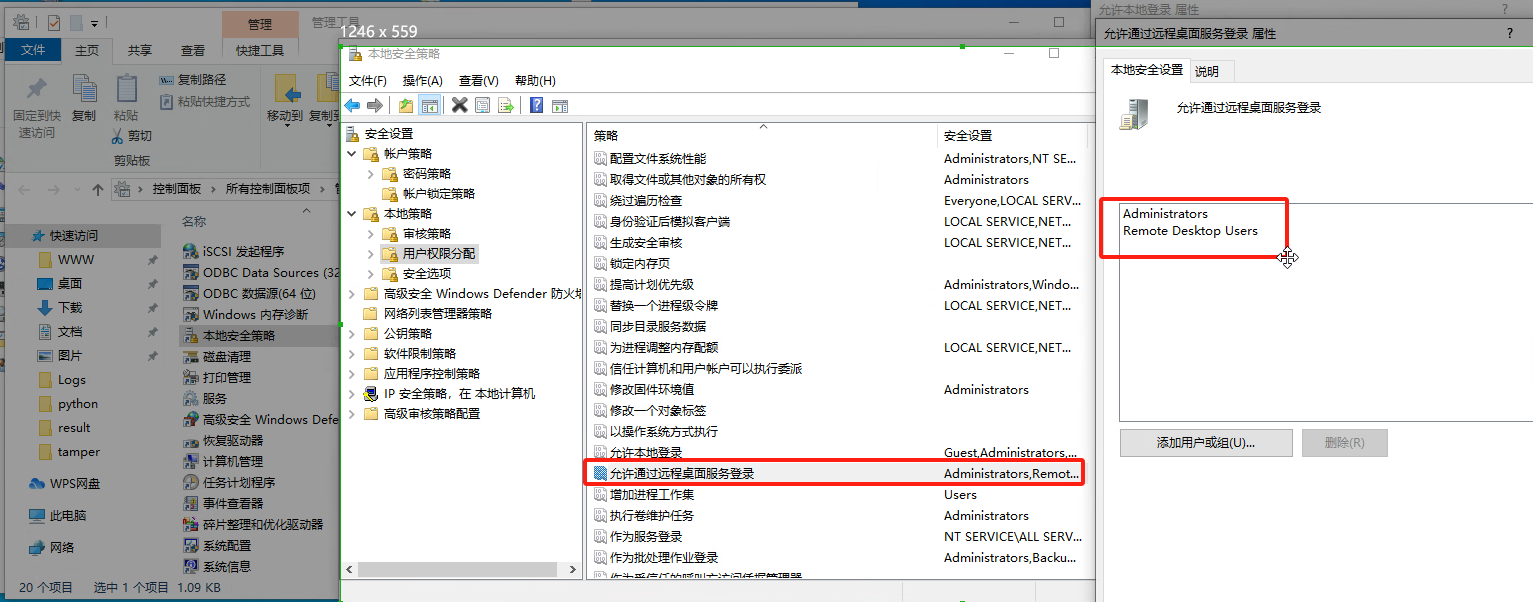 管理
管理工具
文件
主页
共享
查看
快捷工具
固定到快
速访问
复制
粘贴
复制路径
粘贴快捷方式
剪切
移动到
剪贴板
控制面板
所有控制面板项
快速访问
WWW
桌面
下载
文档
图片
Logs
python
result
tamper
WPS网盘
此电脑
网络
名称
iSCSI 发起程序
ODBC Data Sources (32
ODBC 数据源(64 位)
Windows 内存诊断
本地安全策略
磁盘清理
打印管理
服务
高级安全 Windows Defe
恢复驱动器
计算机管理
任务计划程序
事件查看器
碎片整理和优化驱动器
系统配置
系统信息
20 个项目 选中 1 个项目 1.09 KB
1246 x 559
本地安全策略
文件(F) 操作(A) 查看(V) 帮助(H)
安全设置
帐户策略
密码策略
帐户锁定策略
本地策略
审核策略
用户权限分配
安全选项
高级安全 Windows Defender 防火墙
网络列表管理器策略
公钥策略
软件限制策略
应用程序控制策略
IP 安全策略，在 本地计算机
高级审核策略配置
策略 安全设置
配置文件系统性能 Administrators,NT SE...
取得文件或其他对象的所有权 Administrators
绕过遍历检查 Everyone,LOCAL SERV...
身份验证后模拟客户端 LOCAL SERVICE,NET...
生成安全审核 LOCAL SERVICE,NET...
锁定内存页
提高计划优先级 Administrators,Windo...
替换一个进程级令牌 LOCAL SERVICE,NET...
同步目录服务数据
为进程调整内存配额 LOCAL SERVICE,NET...
信任计算机和用户帐户可以执行委派
修改固件环境值 Administrators
修改一个对象标签
以操作系统方式执行
允许本地登录 Guest,Administrators,...
允许通过远程桌面服务登录 Administrators,Remot...
增加进程工作集 Users
执行卷维护任务 Administrators
作为服务登录 NT SERVICE\ALL SERV...
作为批处理作业登录 Administrators,Backu...
作为受信任的呼叫方访问凭据管理器
允许本地登录 属性
?
允许通过远程桌面服务登录 属性
?
本地安全设置 说明
允许通过远程桌面服务登录
Administrators
Remote Desktop Users
添加用户或组(U)... 删除(R)